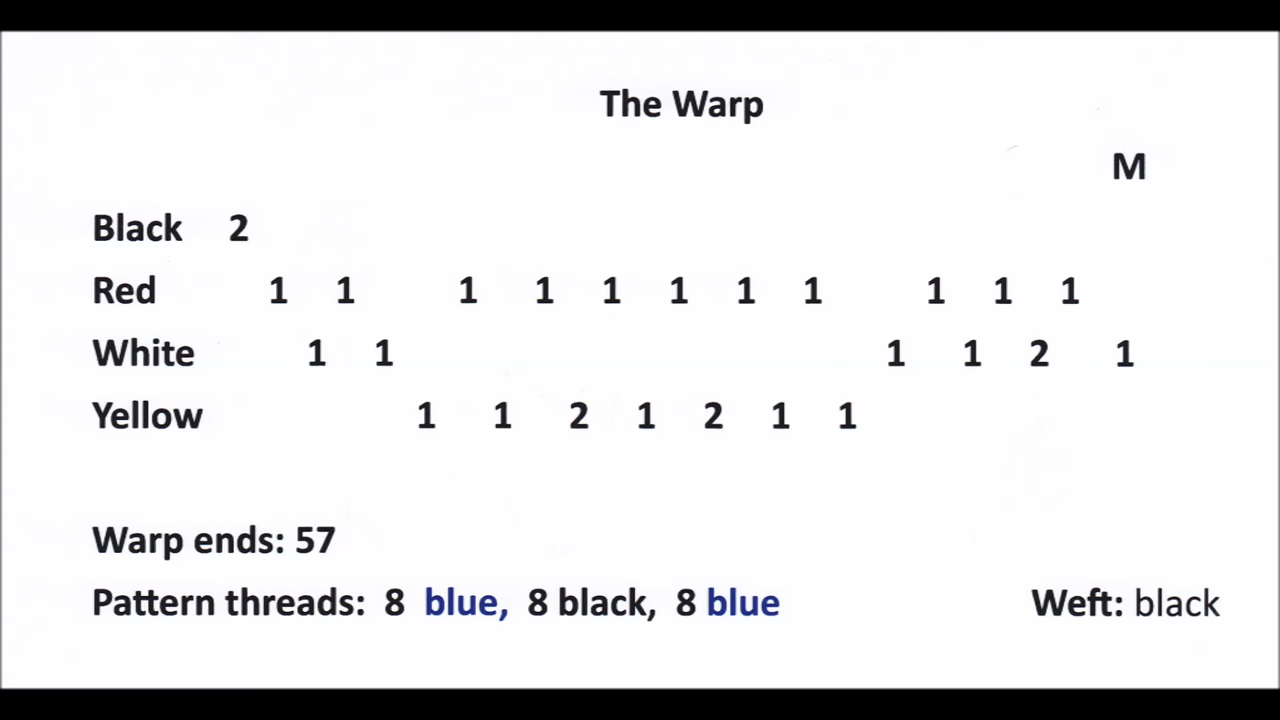 The Warp
M
Black 2
Red 1 1 1 1 1 1 1 1 1 1 1
White 1 1 1 1 2 1
Yellow 1 1 2 1 2 1 1
Warp ends: 57
Pattern threads: 8 blue, 8 black, 8 blue Weft: black